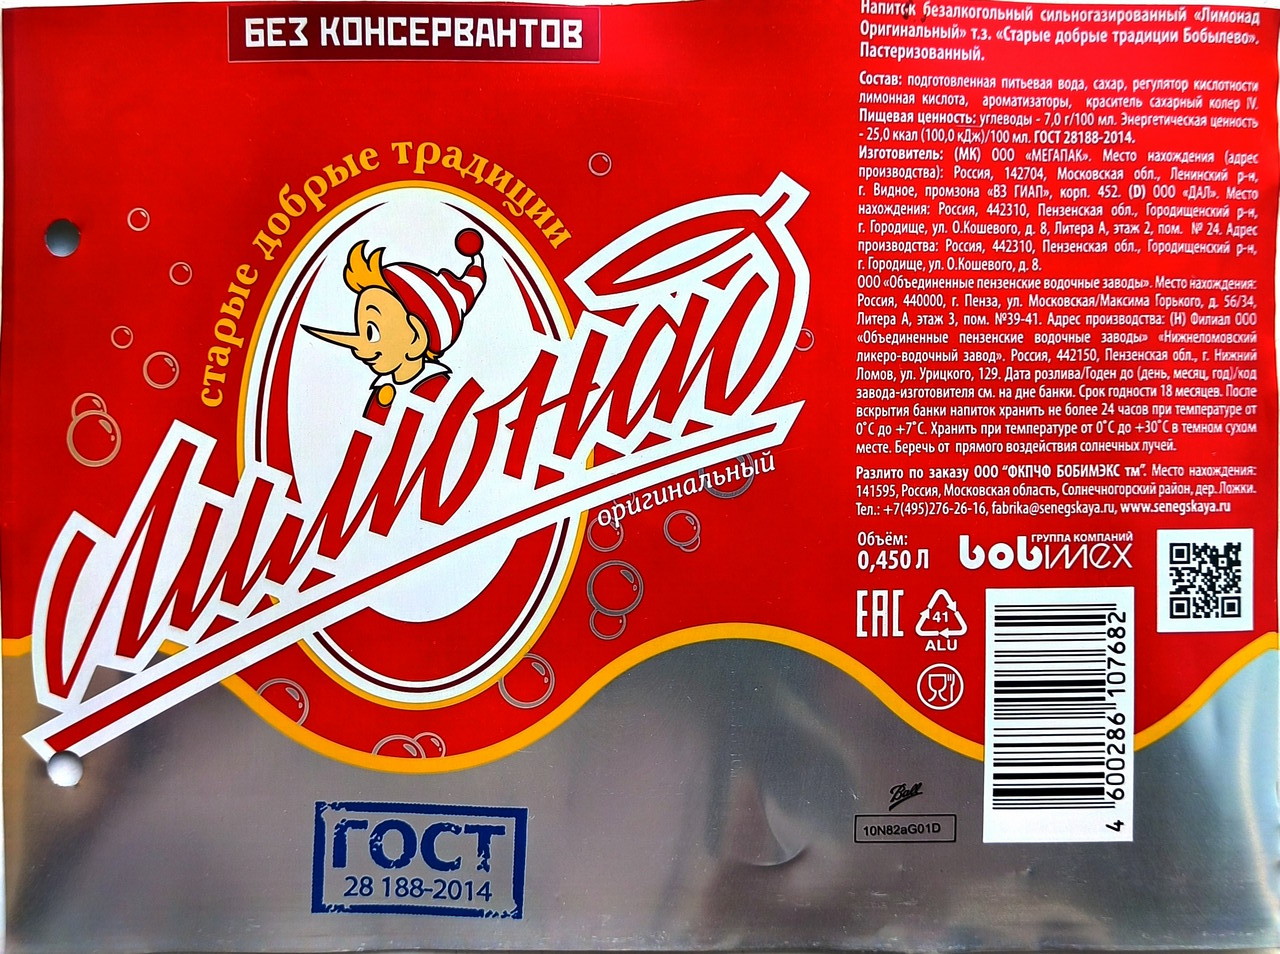 БЕЗ КОНСЕРВАНТОВ
старые добрые традиции
Лимонад
оригинальный
ГОСТ
28 188-2014
Напиток безалкогольный сильногазированный «Лимонад
Оригинальный» т.з. «Старые добрые традиции Бобылево».
Пастеризованный.
Состав: подготовленная питьевая вода, сахар, регулятор кислотности
лимонная кислота, ароматизаторы, краситель сахарный колер IV.
Пищевая ценность: углеводы - 7,0 г/100 мл. Энергетическая ценность
- 25,0 ккал (100,0 кДж)/100 мл. ГОСТ 28188-2014.
Изготовитель: (МК) ООО «МЕГАПАК». Место нахождения (адрес
производства): Россия, 142704, Московская обл., Ленинский р-н,
г. Видное, промзона «ВЗ ГИАП», корп. 452. (D) ООО «ДАЛ». Место
нахождения: Россия, 442310, Пензенская обл., Городищенский р-н,
г. Городище, ул. О.Кошевого, д. 8, Литера А, этаж 2, пом. № 24. Адрес
производства: Россия, 442310, Пензенская обл., Городищенский р-н,
г. Городище, ул. О.Кошевого, д. 8.
ООО «Объединенные пензенские водочные заводы». Место нахождения:
Россия, 440000, г. Пенза, ул. Московская/Максима Горького, д. 56/34,
Литера А, этаж 3, пом. №39-41. Адрес производства: (Н) Филиал ООО
«Объединенные пензенские водочные заводы» «Нижнеломовский
ликеро-водочный завод». Россия, 442150, Пензенская обл., г. Нижний
Ломов, ул. Урицкого, 129. Дата розлива/Годен до (день, месяц, год)/код
завода-изготовителя см. на дне банки. Срок годности 18 месяцев. После
вскрытия банки напиток хранить не более 24 часов при температуре от
0°С до +7°С. Хранить при температуре от 0°С до +30°С в темном сухом
месте. Беречь от прямого воздействия солнечных лучей.
Разлито по заказу ООО "ФКПЧФ БОБИМЭКС тм". Место нахождения:
141595, Россия, Московская область, Солнечногорский район, дер. Ложки.
Тел.: +7(495)276-26-16, fabrika@senegskaya.ru, www.senegskaya.ru
Объём:
0,450 Л
ГРУППА КОМПАНИЙ
bobimex
EAC
41
ALU
4 600286 107682
Ball
10N82aG01D